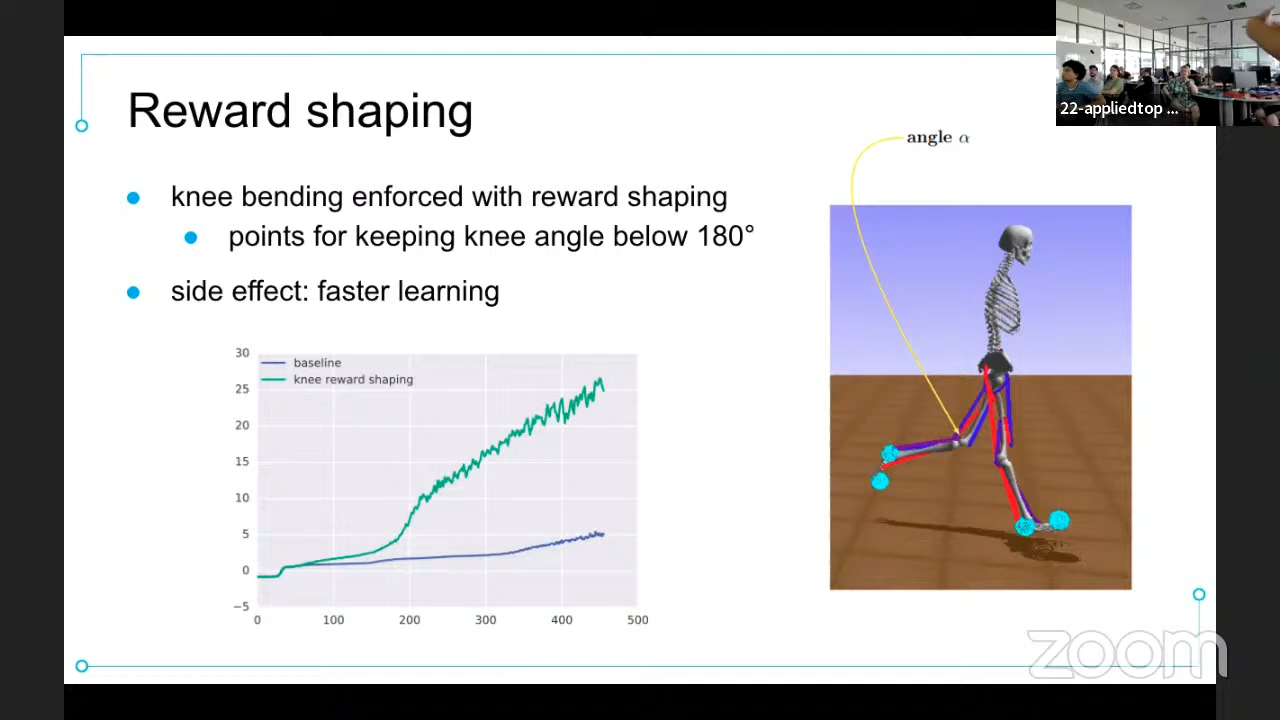 22-appliedtop ...
Reward shaping
angle α
knee bending enforced with reward shaping
points for keeping knee angle below 180°
side effect: faster learning
30
25
20
15
10
5
0
−5
baseline
knee reward shaping
0 100 200 300 400 500
zoom